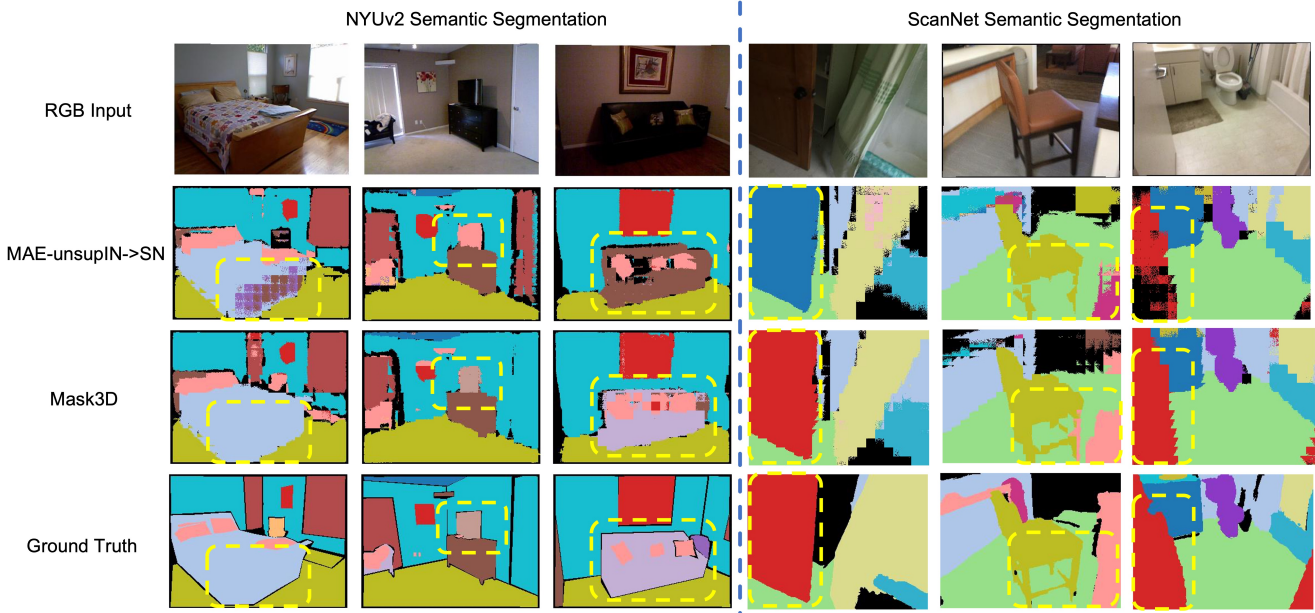 NYUv2 Semantic Segmentation
ScanNet Semantic Segmentation
RGB Input
MAE-unsupIN->SN
Mask3D
Ground Truth